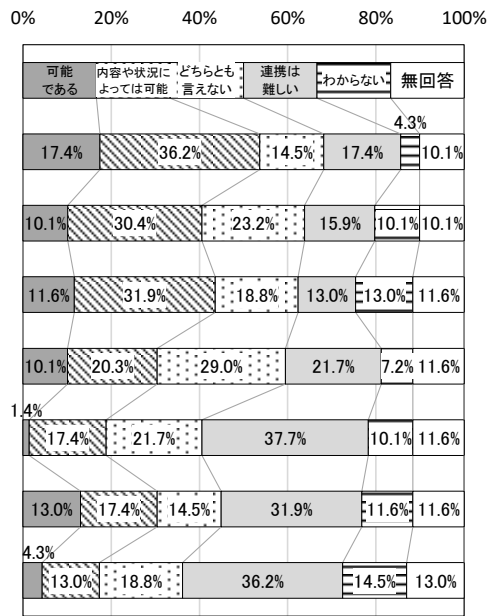 0% 20% 40% 60% 80% 100%
可能
である
内容や状況に
よっては可能
どちらとも
言えない
連携は
難しい
わからない
無回答
4.3%
17.4% 36.2% 14.5% 17.4% 10.1%
10.1% 30.4% 23.2% 15.9% 10.1% 10.1%
11.6% 31.9% 18.8% 13.0% 13.0% 11.6%
10.1% 20.3% 29.0% 21.7% 7.2% 11.6%
1.4%
17.4% 21.7% 37.7% 10.1% 11.6%
13.0% 17.4% 14.5% 31.9% 11.6% 11.6%
4.3%
13.0% 18.8% 36.2% 14.5% 13.0%